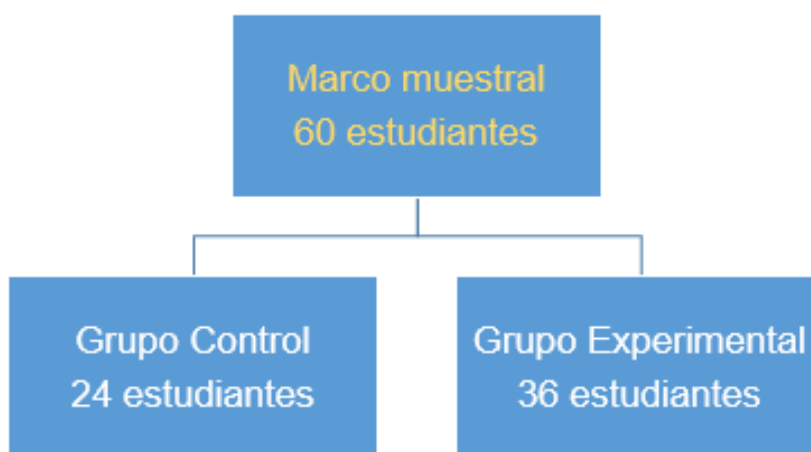 Marco muestral
60 estudiantes
Grupo Control
24 estudiantes
Grupo Experimental
36 estudiantes